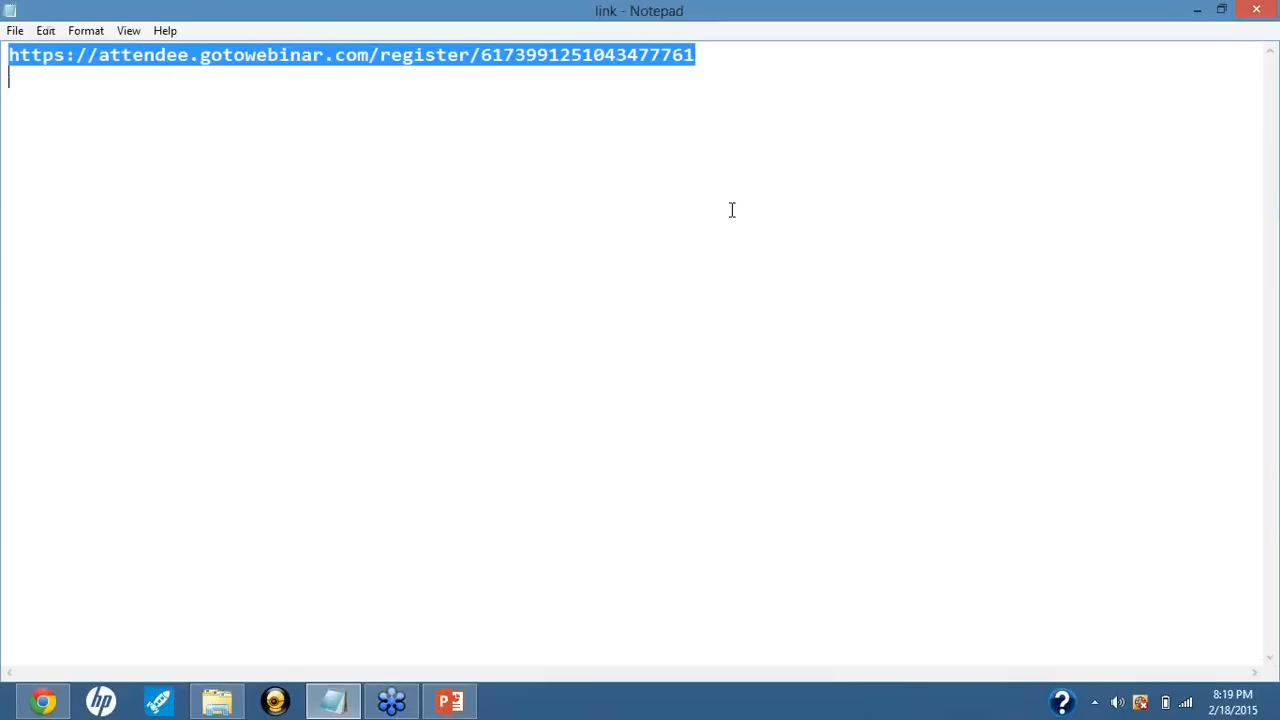 link - Notepad
File Edit Format View Help
https://attendee.gotowebinar.com/register/6173991251043477761
8:19 PM
2/18/2015